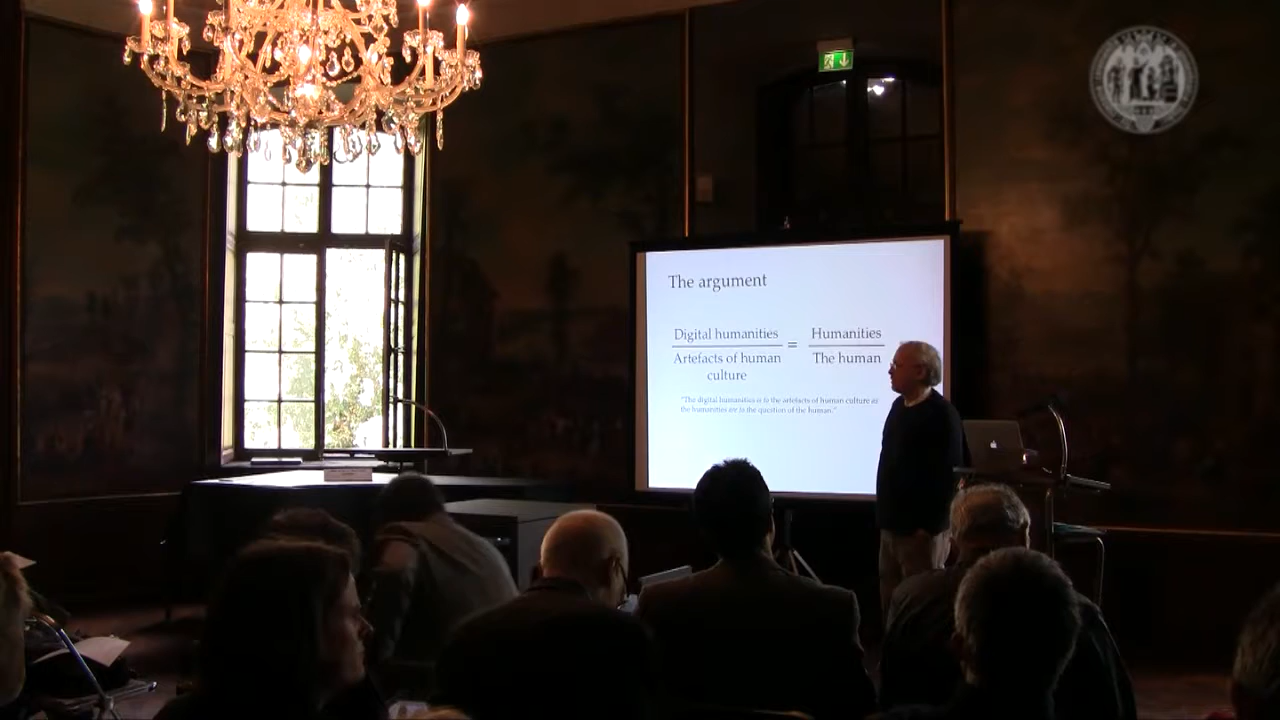 The argument
Digital humanities
Artefacts of human
culture
=
Humanities
The human
"The digital humanities is to the artefacts of human culture as
the humanities are to the question of the human."